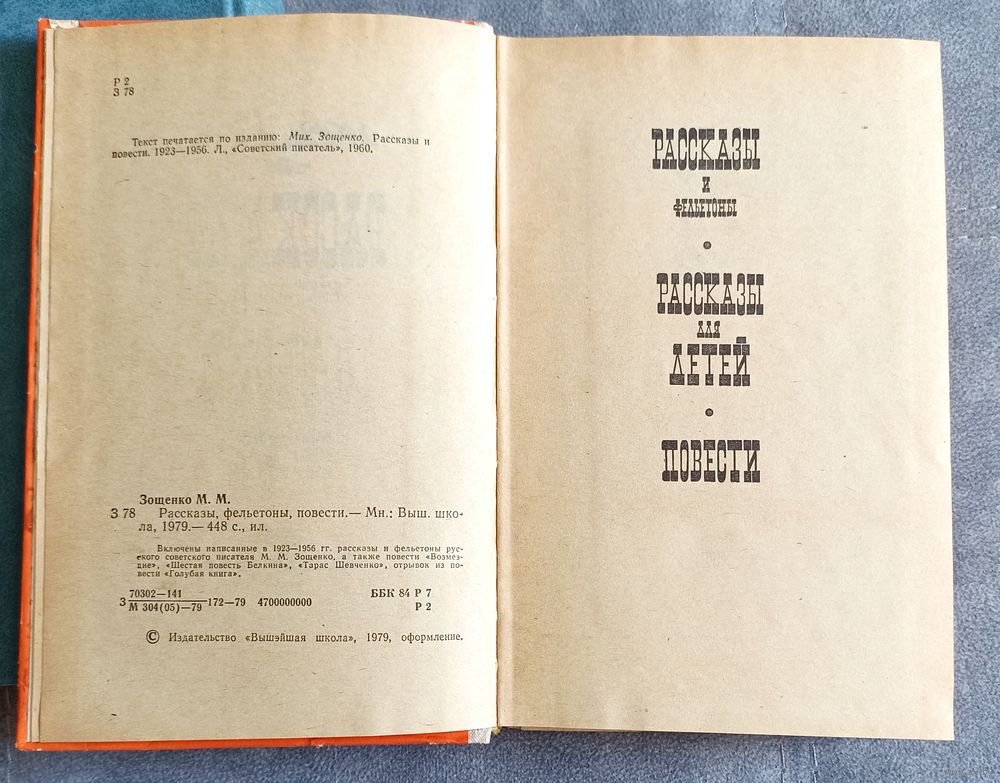 Р 2
З 78
Текст печатается по изданию: Мих. Зощенко. Рассказы и
повести. 1923—1956. Л., «Советский писатель», 1960.
Зощенко М. М.
З 78 Рассказы, фельетоны, повести.— Мн.: Выш. шко-
ла, 1979.— 448 с., ил.
Включены написанные в 1923—1956 гг. рассказы и фельетоны рус-
ского советского писателя М. М. Зощенко, а также повести «Возмез-
дие», «Шестая повесть Белкина», «Тарас Шевченко», отрывок из по-
вести «Голубая книга».
70302—141
З 172—79 4700000000
М 304(05)—79
ББК 84 Р 7
Р 2
© Издательство «Вышэйшая школа», 1979, оформление.
РАССКАЗЫ
И
ФЕЛЬЕТОНЫ
РАССКАЗЫ
ДЛЯ
ДЕТЕЙ
ПОВЕСТИ